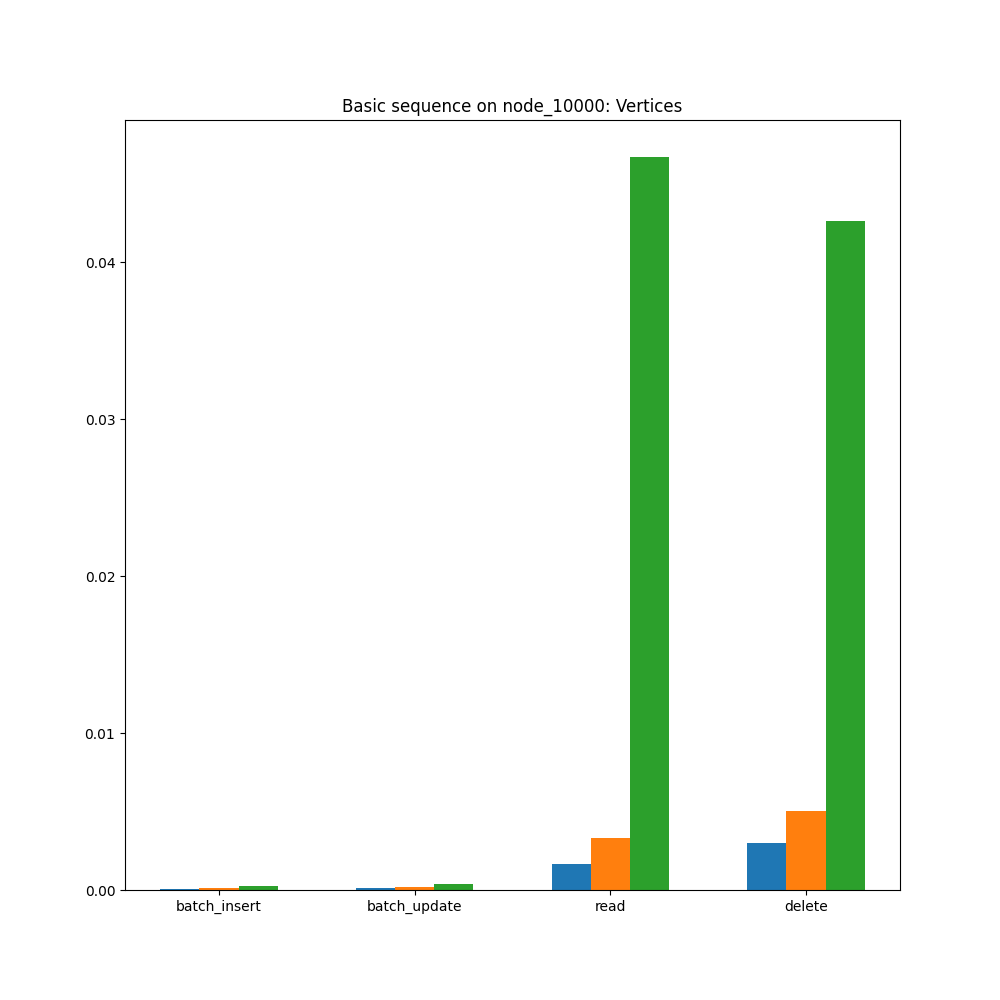 Basic sequence on node_10000: Vertices
0.04
0.03
0.02
0.01
0.00
batch_insert
batch_update
read
delete